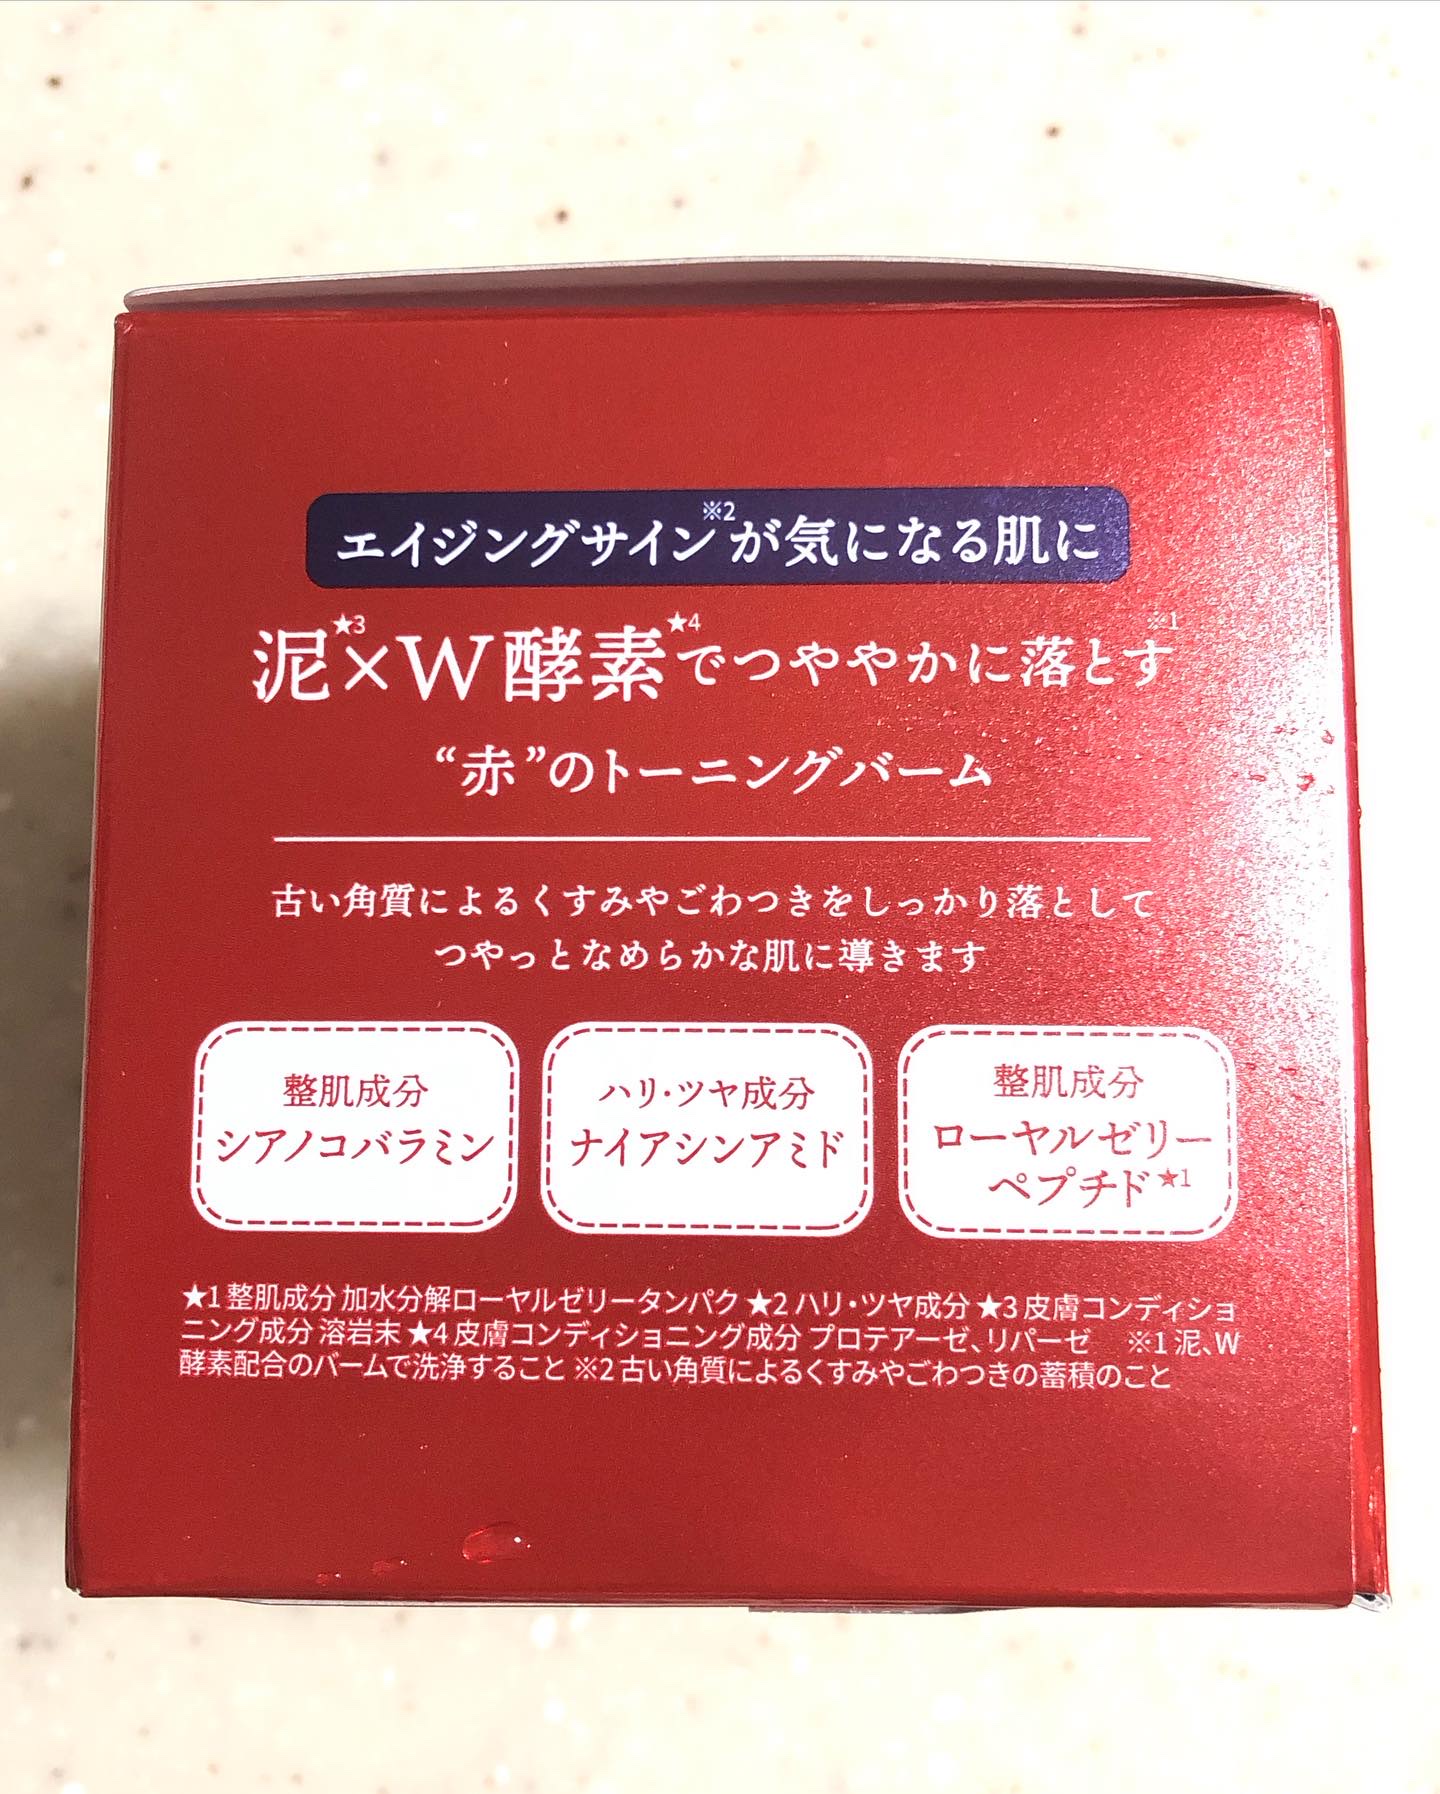 エイジングサイン※2が気になる肌に
泥★3×W酵素★4でつややかに落とす※1
“赤”のトーニングバーム
古い角質によるくすみやごわつきをしっかり落として
つやっとなめらかな肌に導きます
整肌成分
シアノコバラミン
ハリ・ツヤ成分
ナイアシンアミド
整肌成分
ローヤルゼリー
ペプチド★1
★1 整肌成分 加水分解ローヤルゼリータンパク ★2 ハリ・ツヤ成分 ★3 皮膚コンディショ
ニング成分 溶岩末 ★4 皮膚コンディショニング成分 プロテアーゼ、リパーゼ ※1 泥、W
酵素配合のバームで洗浄すること ※2 古い角質によるくすみやごわつきの蓄積のこと